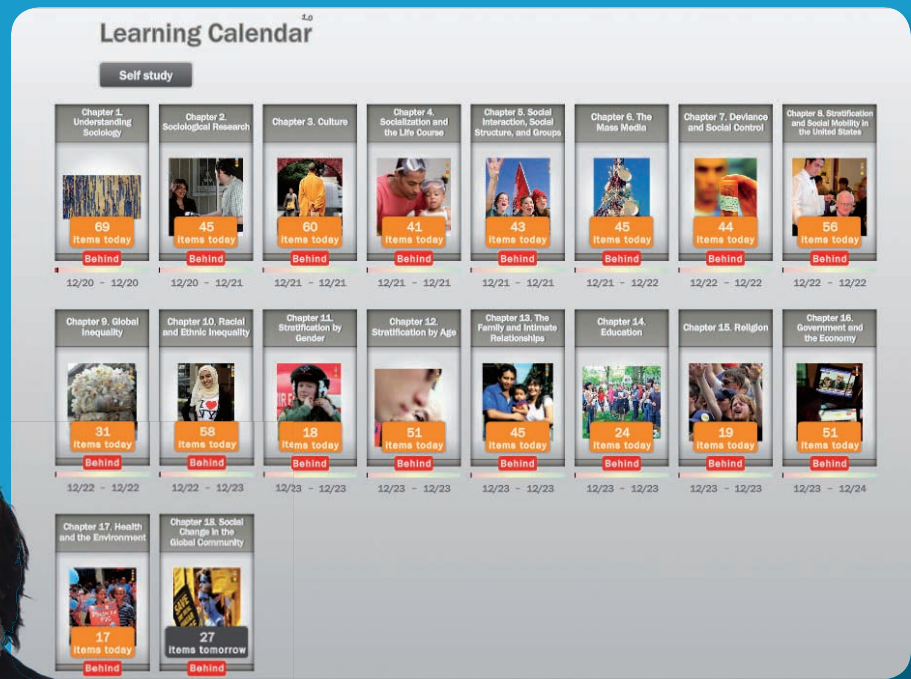 Learning Calendar 1.0
Self study
Chapter 1.
Understanding
Sociology
69
items today
Behind
12/20 - 12/20
Chapter 2.
Sociological Research
45
items today
Behind
12/20 - 12/21
Chapter 3. Culture
60
items today
Behind
12/21 - 12/21
Chapter 4.
Socialization and
the Life Course
41
items today
Behind
12/21 - 12/21
Chapter 5. Social
Interaction, Social
Structure, and Groups
43
items today
Behind
12/21 - 12/21
Chapter 6. The
Mass Media
45
items today
Behind
12/21 - 12/22
Chapter 7. Deviance
and Social Control
44
items today
Behind
12/22 - 12/22
Chapter 8. Stratification
and Social Mobility in
the United States
56
items today
Behind
12/22 - 12/22
Chapter 9. Global
Inequality
31
items today
Behind
12/22 - 12/22
Chapter 10. Racial
and Ethnic Inequality
I NY
58
items today
Behind
12/22 - 12/23
Chapter 11.
Stratification by
Gender
18
items today
Behind
12/23 - 12/23
Chapter 12.
Stratification by Age
51
items today
Behind
12/23 - 12/23
Chapter 13. The
Family and Intimate
Relationships
45
items today
Behind
12/23 - 12/23
Chapter 14.
Education
24
items today
Behind
12/23 - 12/23
Chapter 15. Religion
19
items today
Behind
12/23 - 12/23
Chapter 16.
Government and
the Economy
51
items today
Behind
12/23 - 12/24
Chapter 17. Health
and the Environment
17
items today
Behind
Chapter 18. Social
Change in the
Global Community
SAVE
27
items tomorrow
Behind